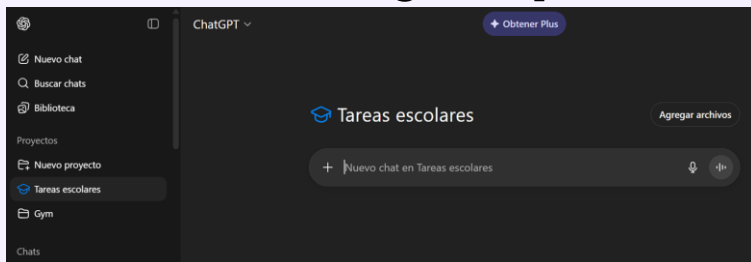 ChatGPT
Obtener Plus
Nuevo chat
Buscar chats
Biblioteca
Proyectos
Nuevo proyecto
Tareas escolares
Gym
Chats
Tareas escolares
Agregar archivos
Nuevo chat en Tareas escolares